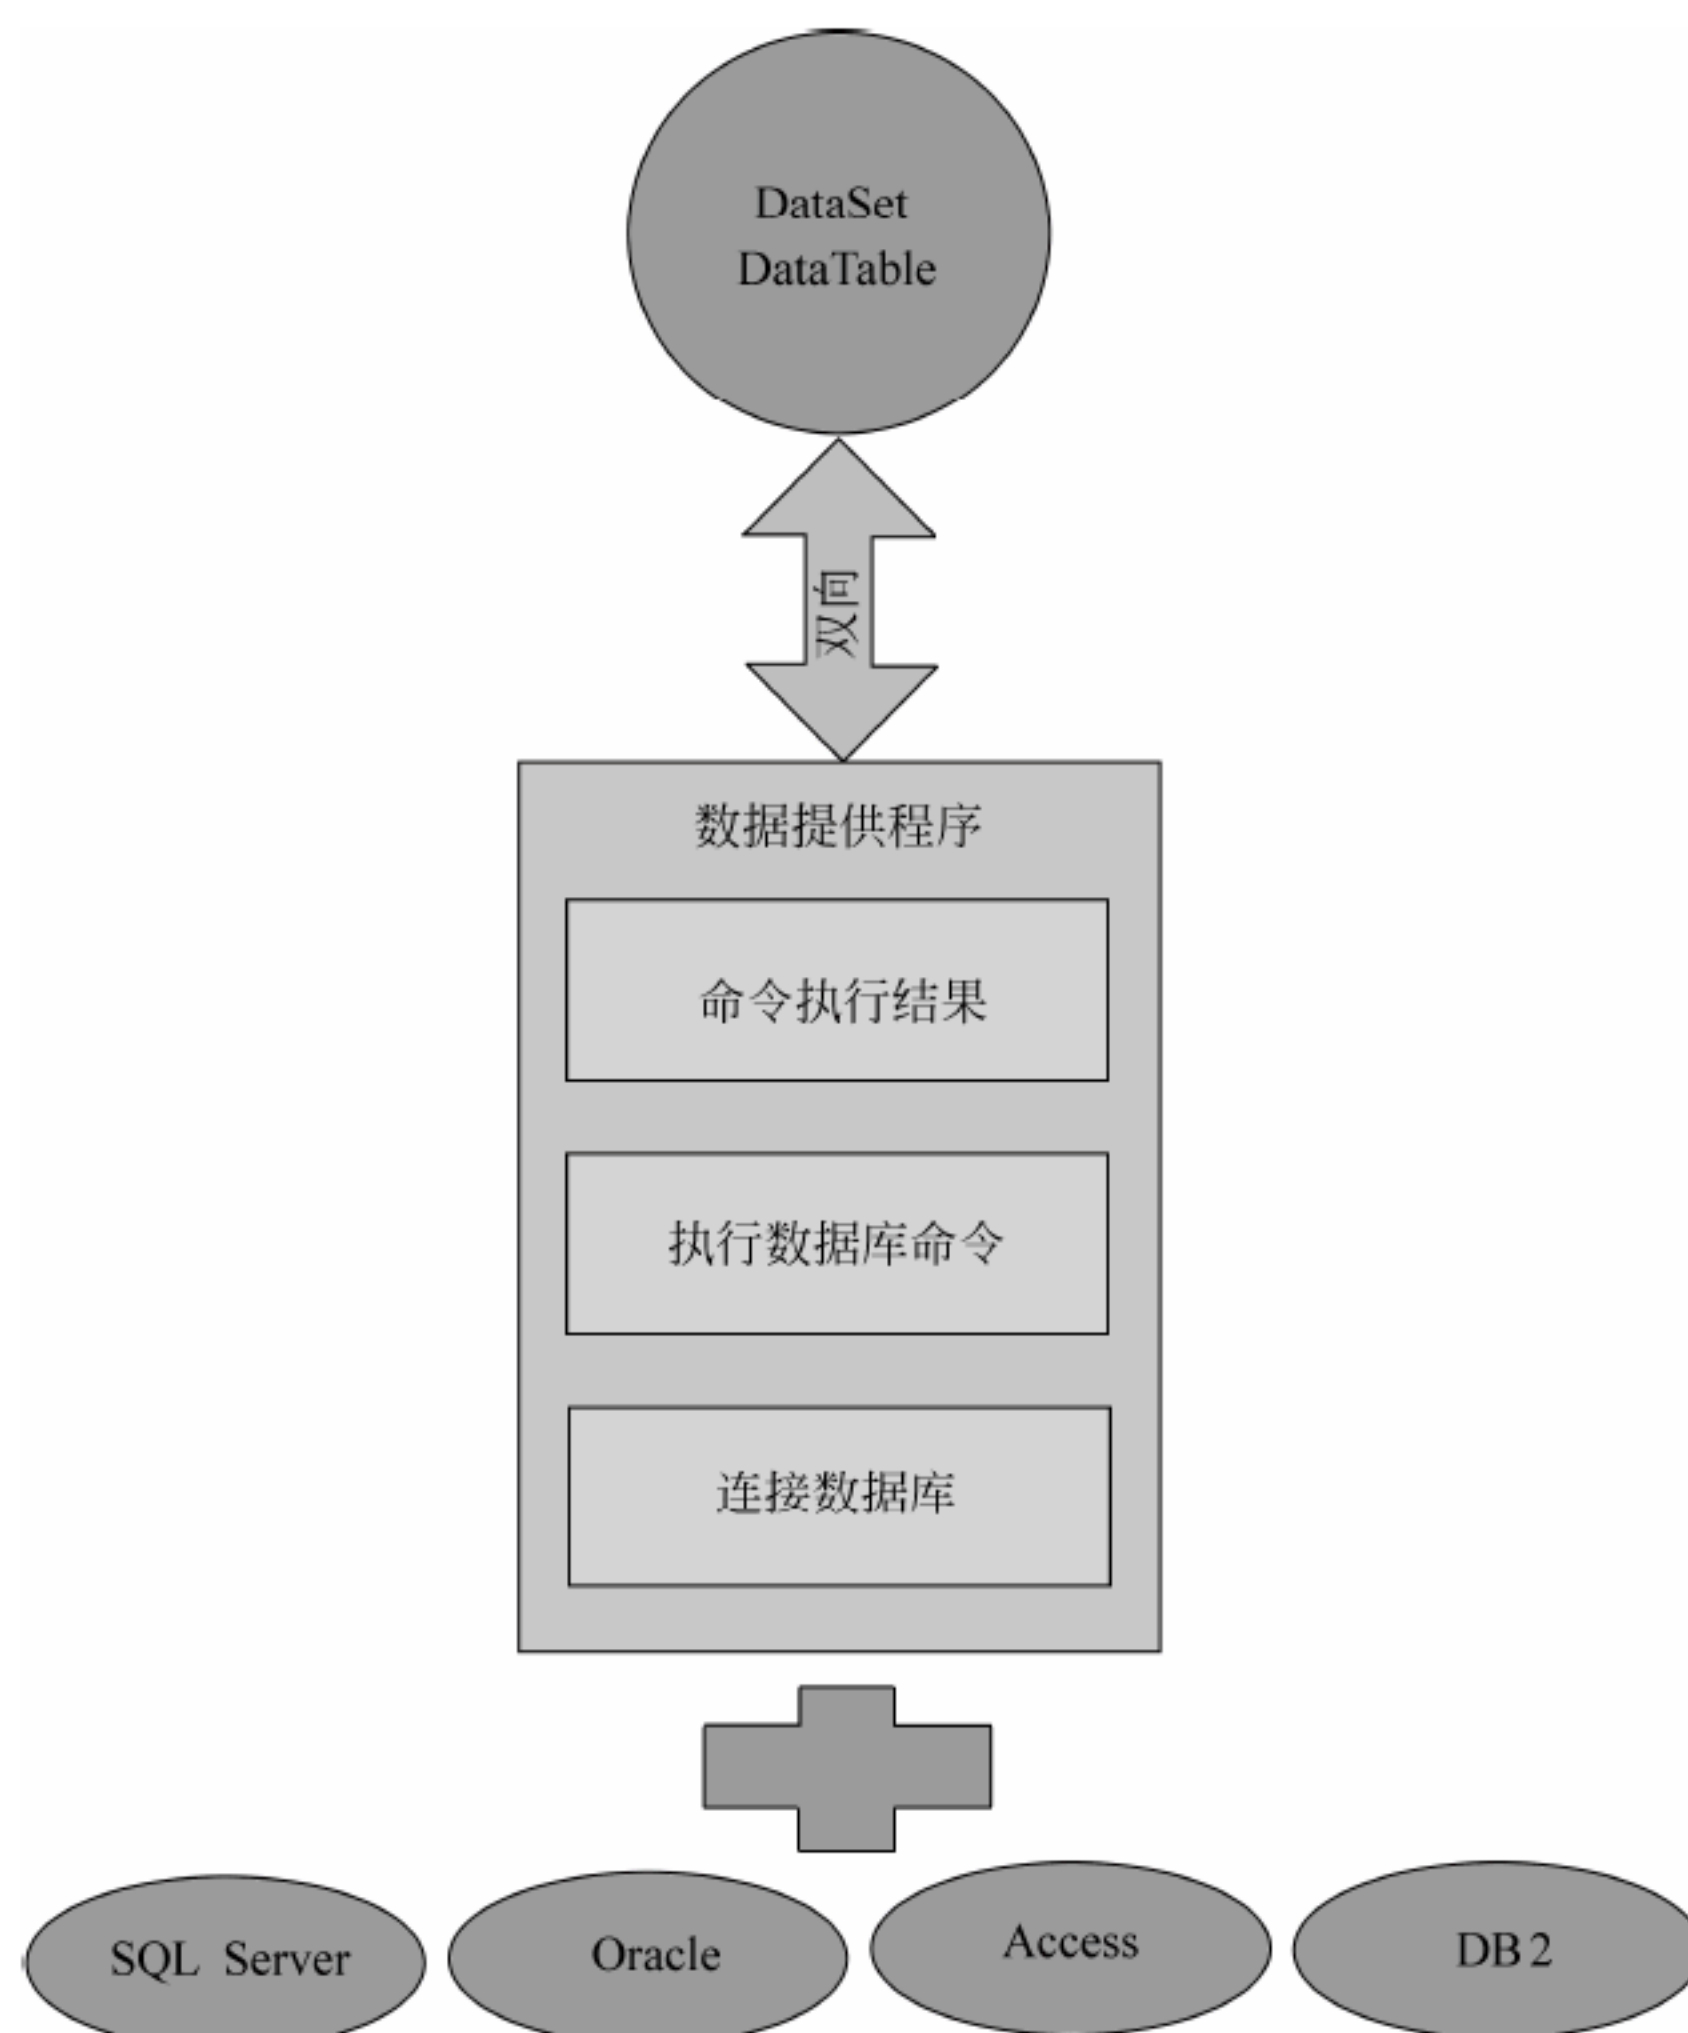 DataSet
DataTable
双向
数据提供程序
命令执行结果
执行数据库命令
连接数据库
SQL Server
Oracle
Access
DB2